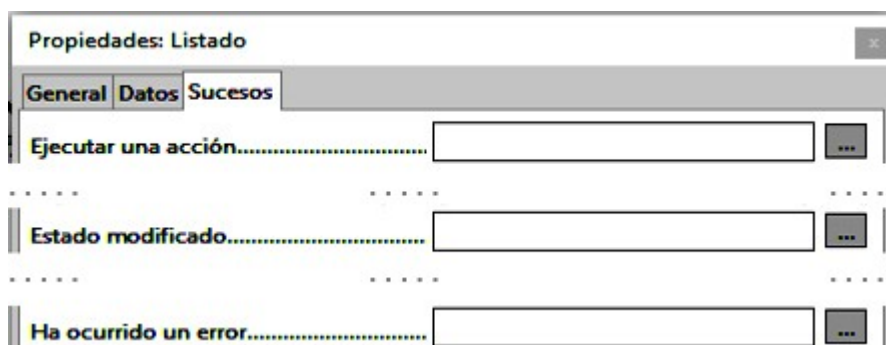 Propiedades: Listado x
General Datos Sucesos
Ejecutar una acción................................ ...
..... ..... ....
Estado modificado................................. ...
..... ..... ....
Ha ocurrido un error.............................. ...